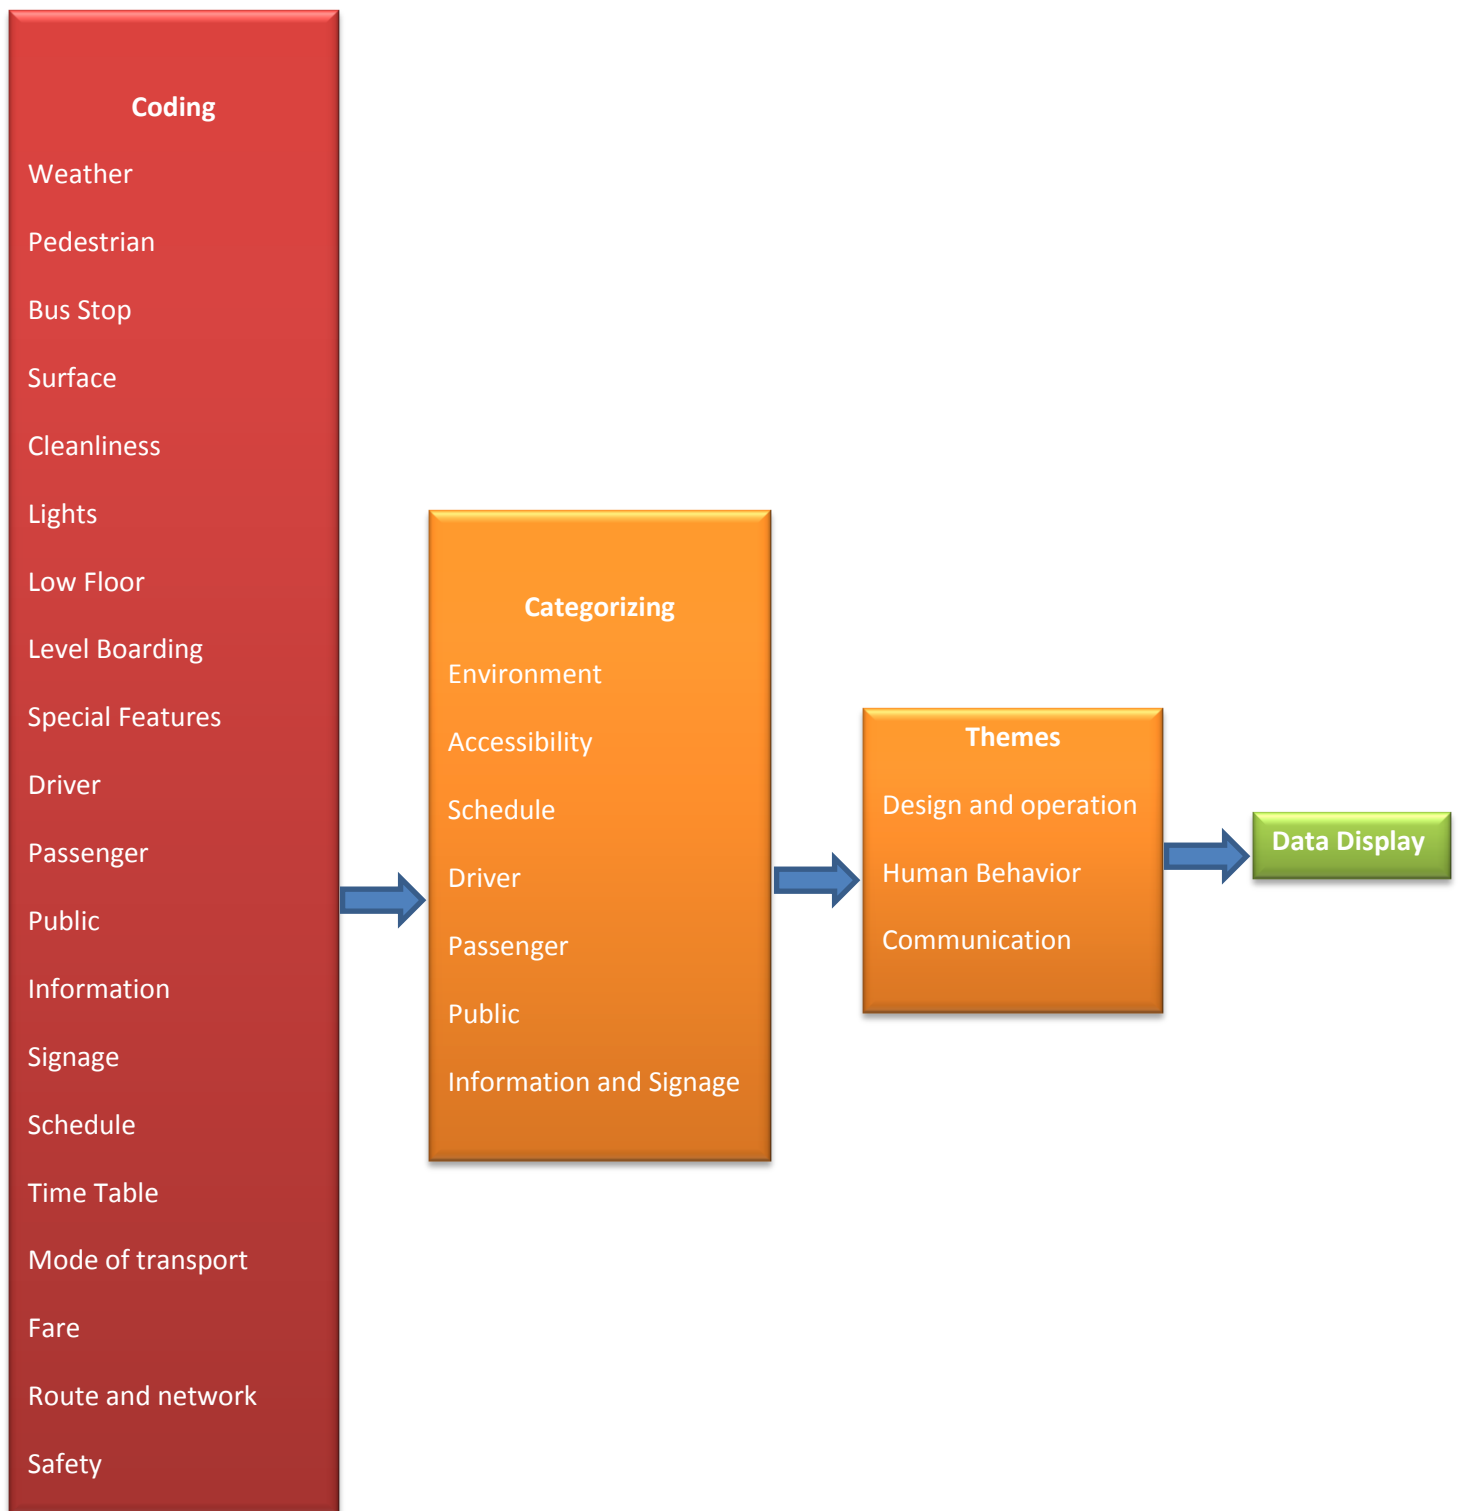 Coding
Weather
Pedestrian
Bus Stop
Surface
Cleanliness
Lights
Low Floor
Level Boarding
Special Features
Driver
Passenger
Public
Information
Signage
Schedule
Time Table
Mode of transport
Fare
Route and network
Safety
Categorizing
Environment
Accessibility
Schedule
Driver
Passenger
Public
Information and Signage
Themes
Design and operation
Human Behavior
Communication
Data Display